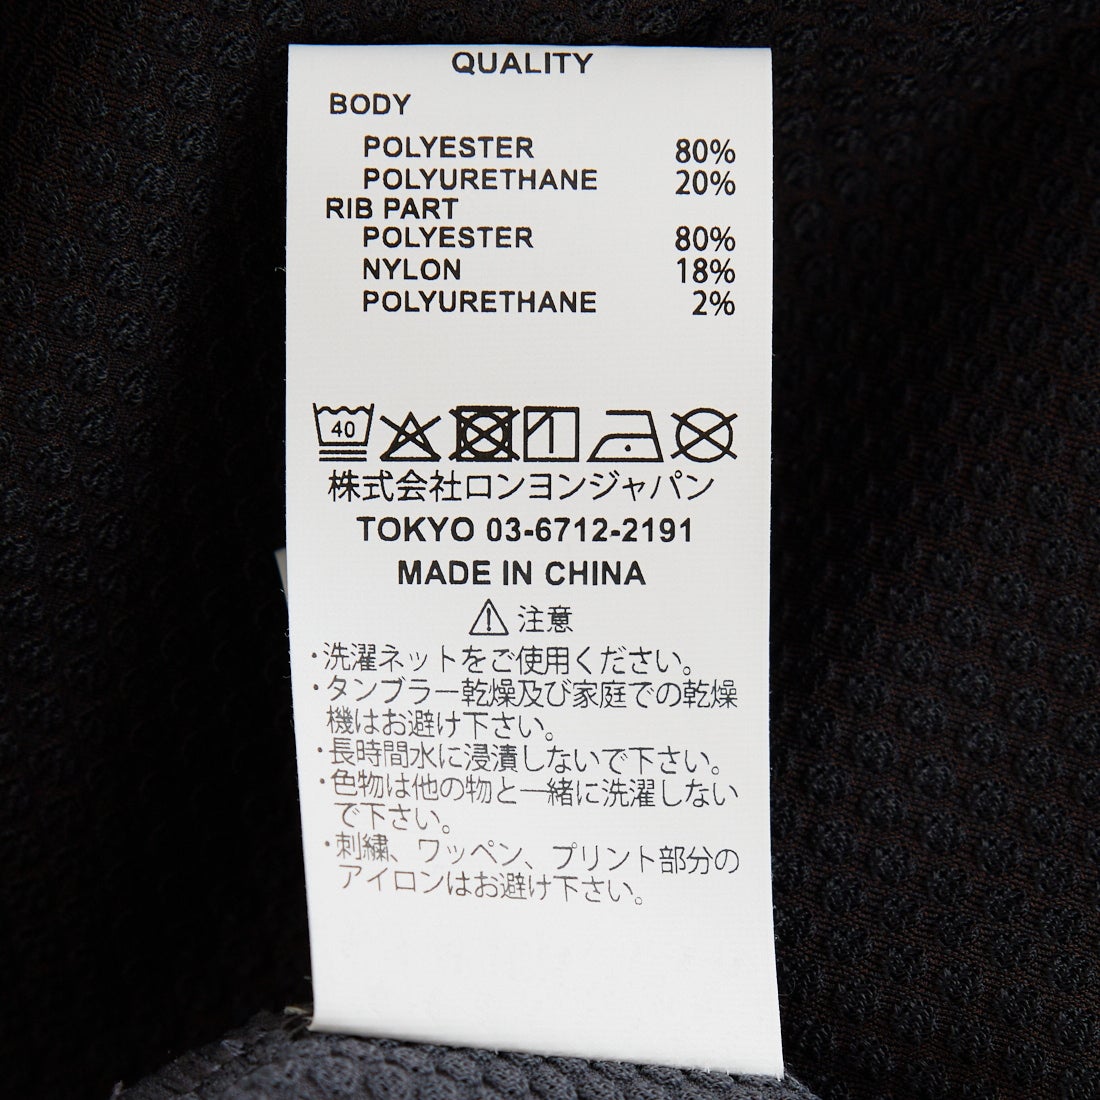 QUALITY
BODY
POLYESTER 80%
POLYURETHANE 20%
RIB PART
POLYESTER 80%
NYLON 18%
POLYURETHANE 2%
40
株式会社ロンヨンジャパン
TOKYO 03-6712-2191
MADE IN CHINA
注意
・洗濯ネットをご使用ください。
・タンブラー乾燥及び家庭での乾燥
機はお避け下さい。
・長時間水に浸漬しないで下さい。
・色物は他の物と一緒に洗濯しない
で下さい。
・刺繍、ワッペン、プリント部分の
アイロンはお避け下さい。